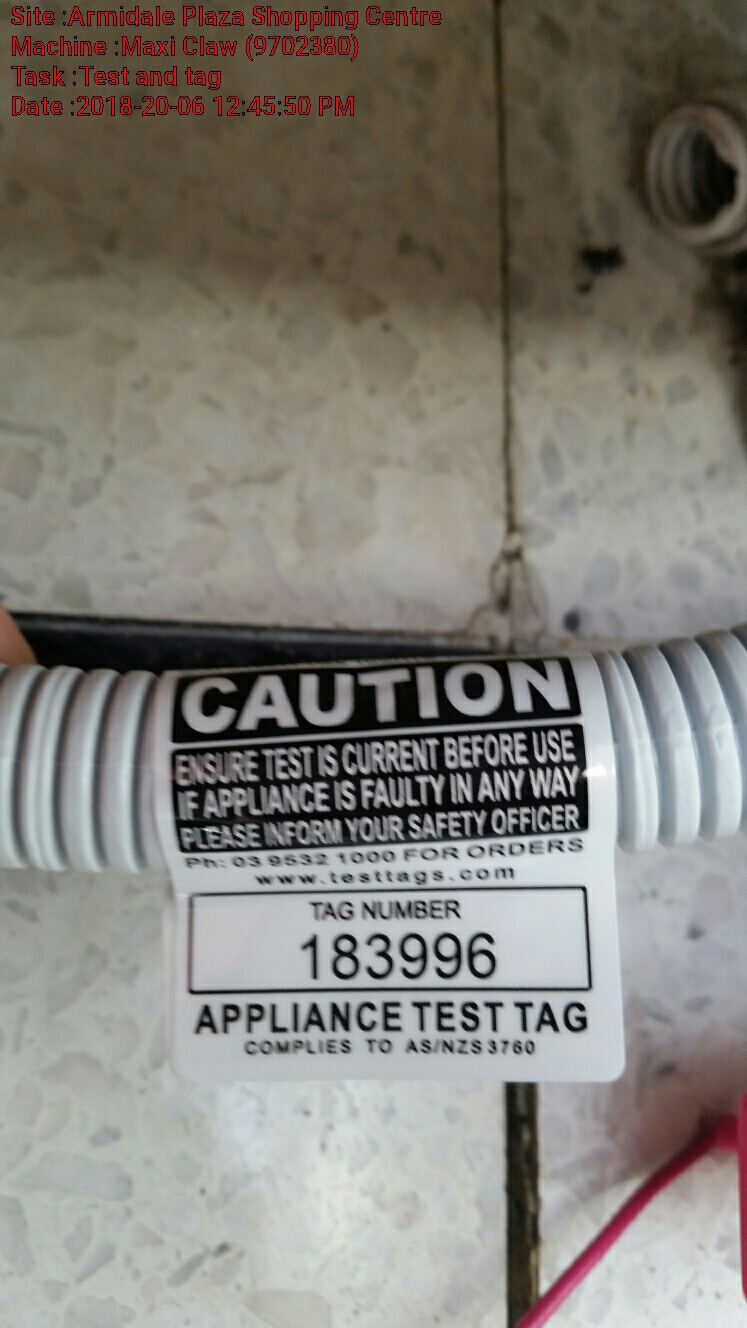 Site :Armidale Plaza Shopping Centre
Machine :Maxi Claw (9702380)
Task :Test and tag
Date :2018-20-06 12:45:50 PM
CAUTION
ENSURE TEST IS CURRENT BEFORE USE
IF APPLIANCE IS FAULTY IN ANY WAY
PLEASE INFORM YOUR SAFETY OFFICER
Ph: 03 9532 1000 FOR ORDERS
www.testtags.com
TAG NUMBER
183996
APPLIANCE TEST TAG
COMPLIES TO AS/NZS 3760